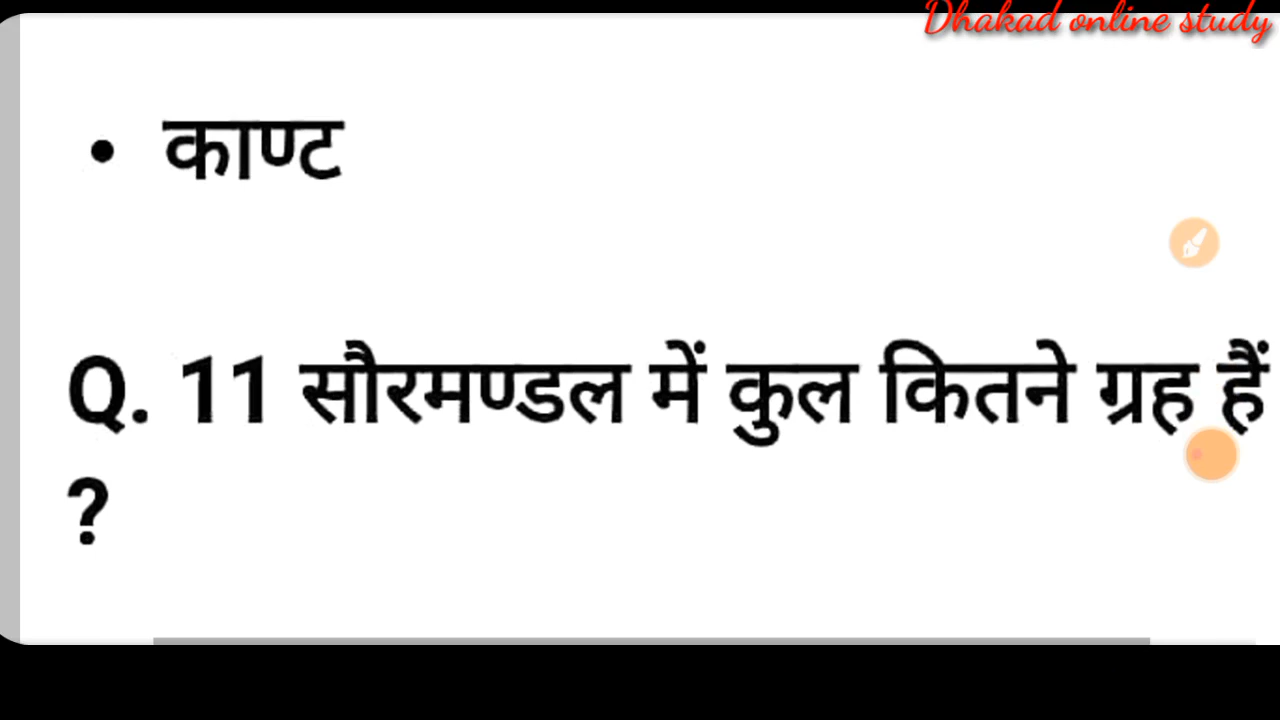 Dhakad online study
• काण्ट
Q. 11 सौरमण्डल में कुल कितने ग्रह हैं
?